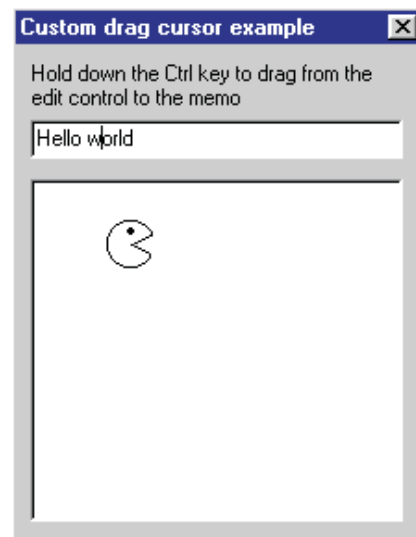 Custom drag cursor example
Hold down the Ctrl key to drag from the
edit control to the memo
Hello world